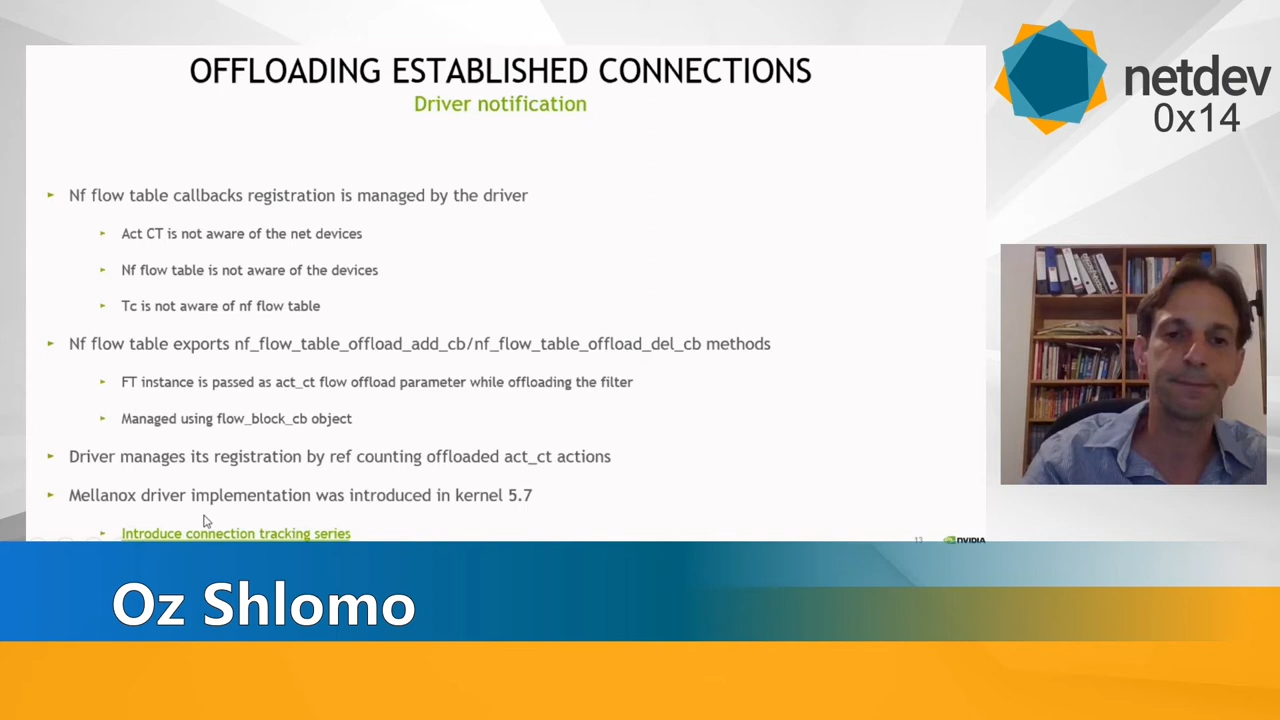 OFFLOADING ESTABLISHED CONNECTIONS
Driver notification
Nf flow table callbacks registration is managed by the driver
Act CT is not aware of the net devices
Nf flow table is not aware of the devices
Tc is not aware of nf flow table
Nf flow table exports nf_flow_table_offload_add_cb/nf_flow_table_offload_del_cb methods
FT instance is passed as act_ct flow offload parameter while offloading the filter
Managed using flow_block_cb object
Driver manages its registration by ref counting offloaded act_ct actions
Mellanox driver implementation was introduced in kernel 5.7
Introduce connection tracking series
13
NVIDIA
netdev
0x14
Oz Shlomo